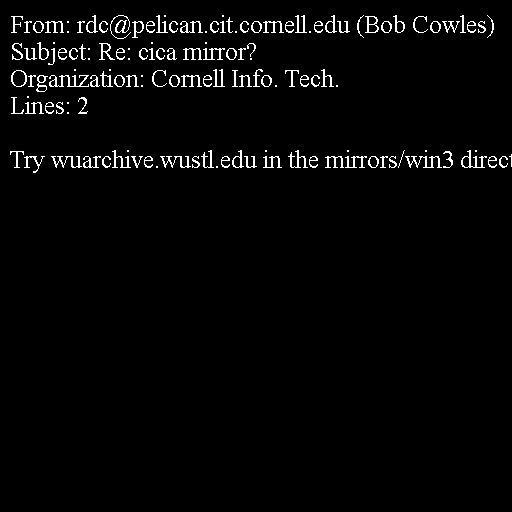 From: rdc@pelican.cit.cornell.edu (Bob Cowles)
Subject: Re: cica mirror?
Organization: Cornell Info. Tech.
Lines: 2

Try wuarchive.wustl.edu in the mirrors/win3 direct